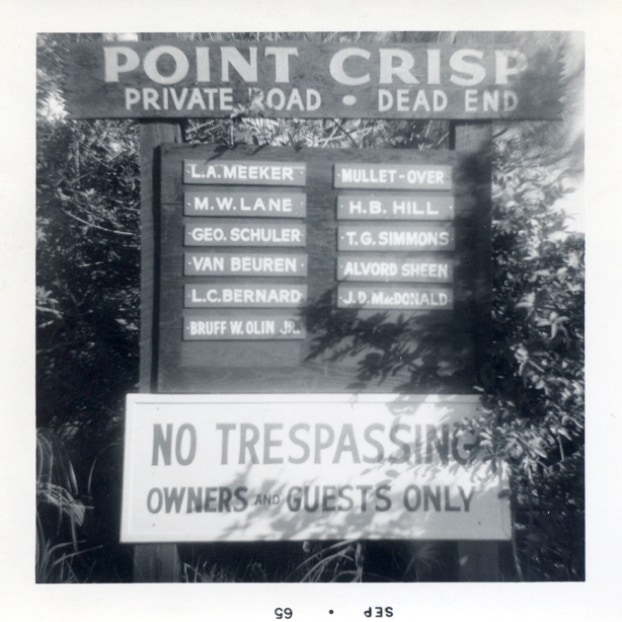 POINT CRISP
PRIVATE ROAD • DEAD END
L.A. MEEKER
M.W. LANE
GEO. SCHULER
VAN BEUREN
L.C. BERNARD
BRUFF W. OLIN JR.
MULLET-OVER
H.B. HILL
T.G. SIMMONS
ALVORD SHEEN
J.D. MacDONALD
NO TRESPASSING
OWNERS AND GUESTS ONLY
SEP • 65